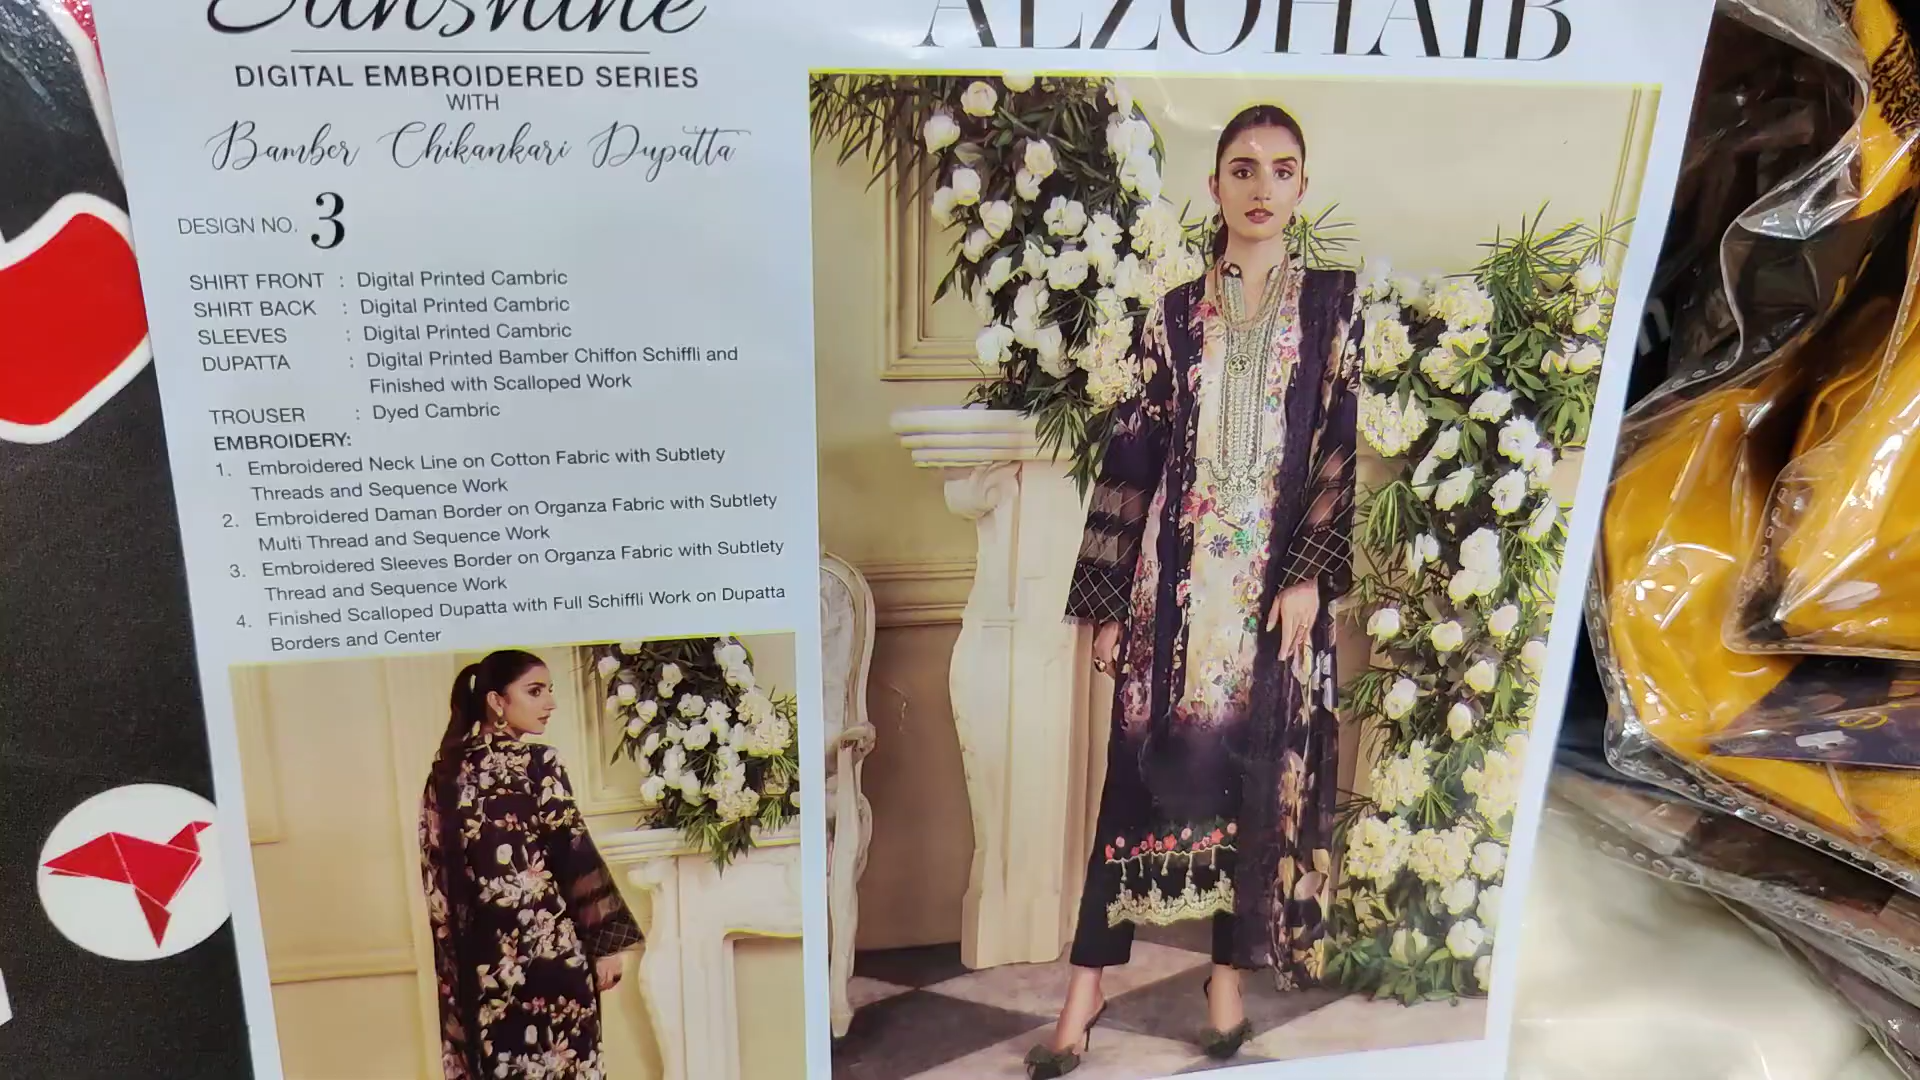 Sunshine
ALZOHAIB
DIGITAL EMBROIDERED SERIES
WITH
Bamber Chikankari Dupatta
DESIGN NO. 3
SHIRT FRONT : Digital Printed Cambric
SHIRT BACK : Digital Printed Cambric
SLEEVES : Digital Printed Cambric
DUPATTA : Digital Printed Bamber Chiffon Schiffli and
Finished with Scalloped Work
TROUSER : Dyed Cambric
EMBROIDERY:
1. Embroidered Neck Line on Cotton Fabric with Subtlety
Threads and Sequence Work
2. Embroidered Daman Border on Organza Fabric with Subtlety
Multi Thread and Sequence Work
3. Embroidered Sleeves Border on Organza Fabric with Subtlety
Thread and Sequence Work
4. Finished Scalloped Dupatta with Full Schiffli Work on Dupatta
Borders and Center